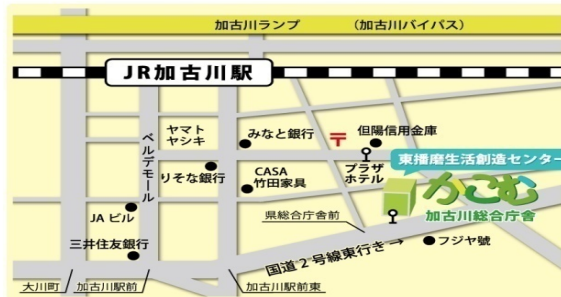 加古川ランプ （加古川バイパス）
JR加古川駅
ベルデモール
ヤマト
ヤシキ
みなと銀行
〒
但陽信用金庫
りそな銀行
CASA
竹田家具
プラザ
ホテル
東播磨生活創造センター
かこむ
加古川総合庁舎
JA ビル
県総合庁舎前
三井住友銀行
国道2号線東行き→
フジヤ號
大川町
加古川駅前
加古川駅前東